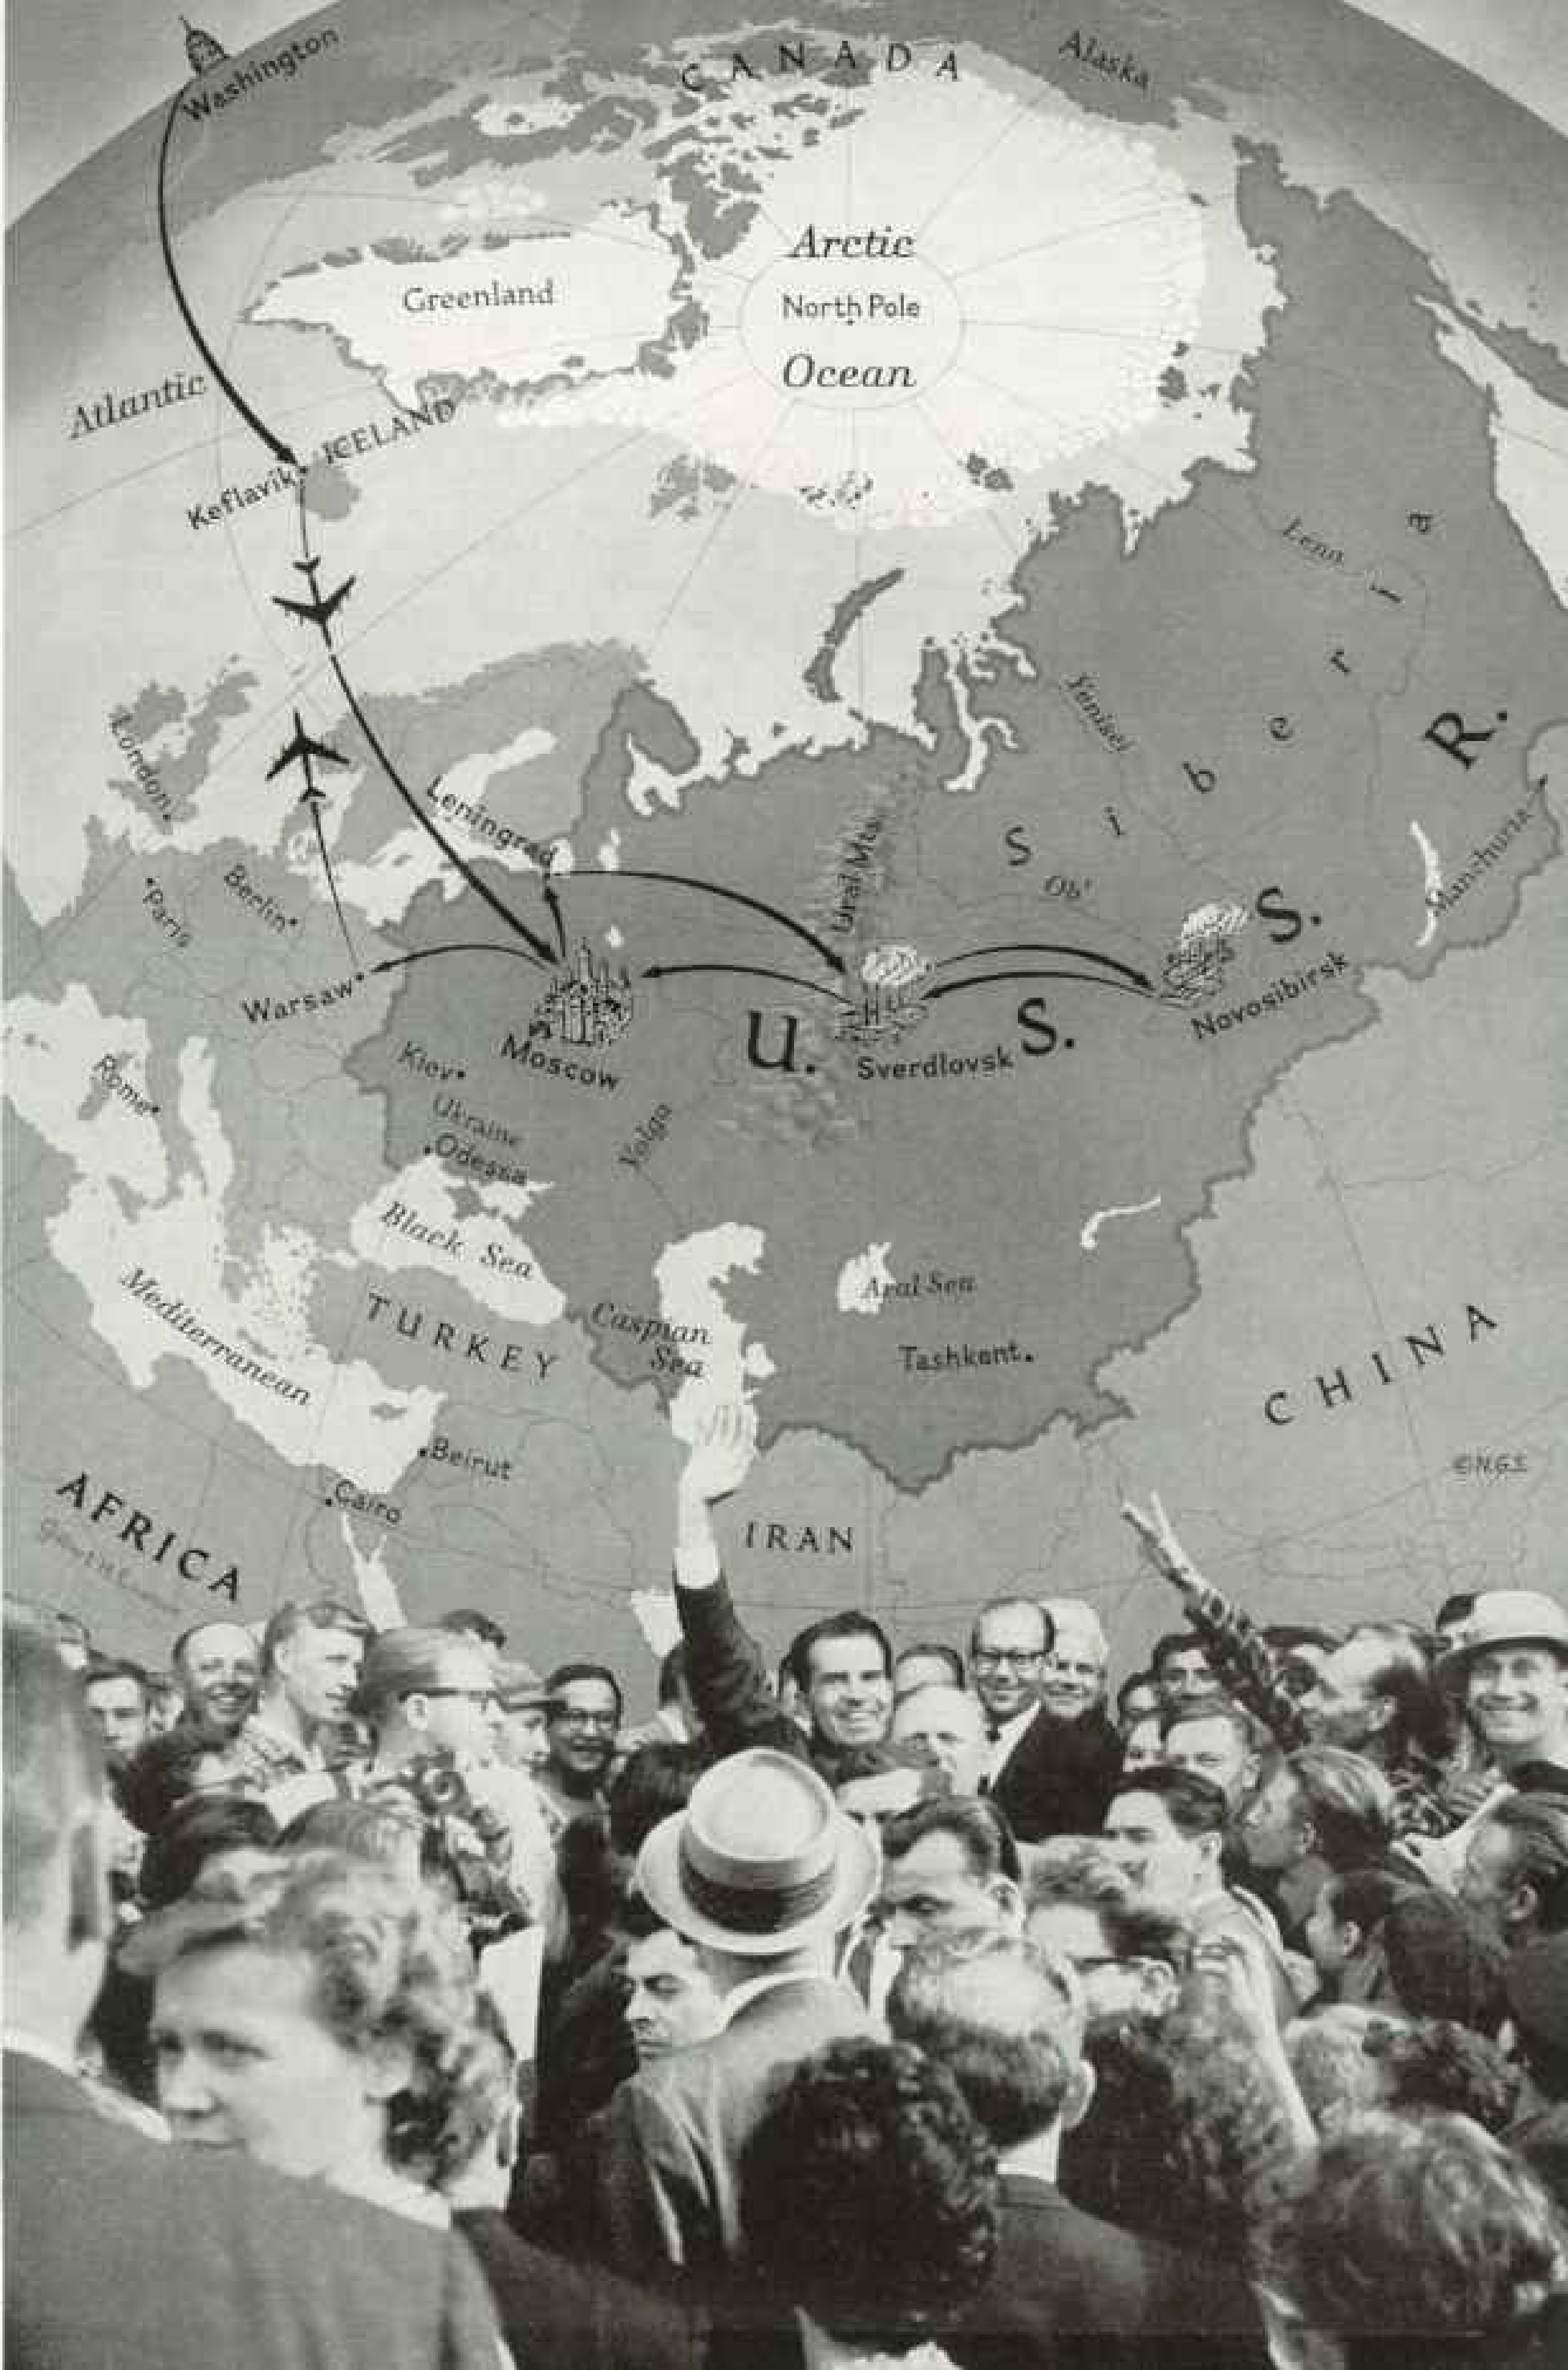 Washington
CANADA
Alaska
Arctic
North Pole
Ocean
Greenland
Atlantic
ICELAND
Keflavik
Lena
Siberia
Yenisei
London
Leningrad
Ural Mts.
Ob'
Manchuria
Paris
Berlin
Warsaw
Moscow
U. S. S. R.
Sverdlovsk
Novosibirsk
Rome
Kiev
Ukraine
Odessa
Volga
Black Sea
Mediterranean
TURKEY
Caspian
Sea
Aral Sea
Tashkent
CHINA
Beirut
Cairo
AFRICA
IRAN
©N.G.S.